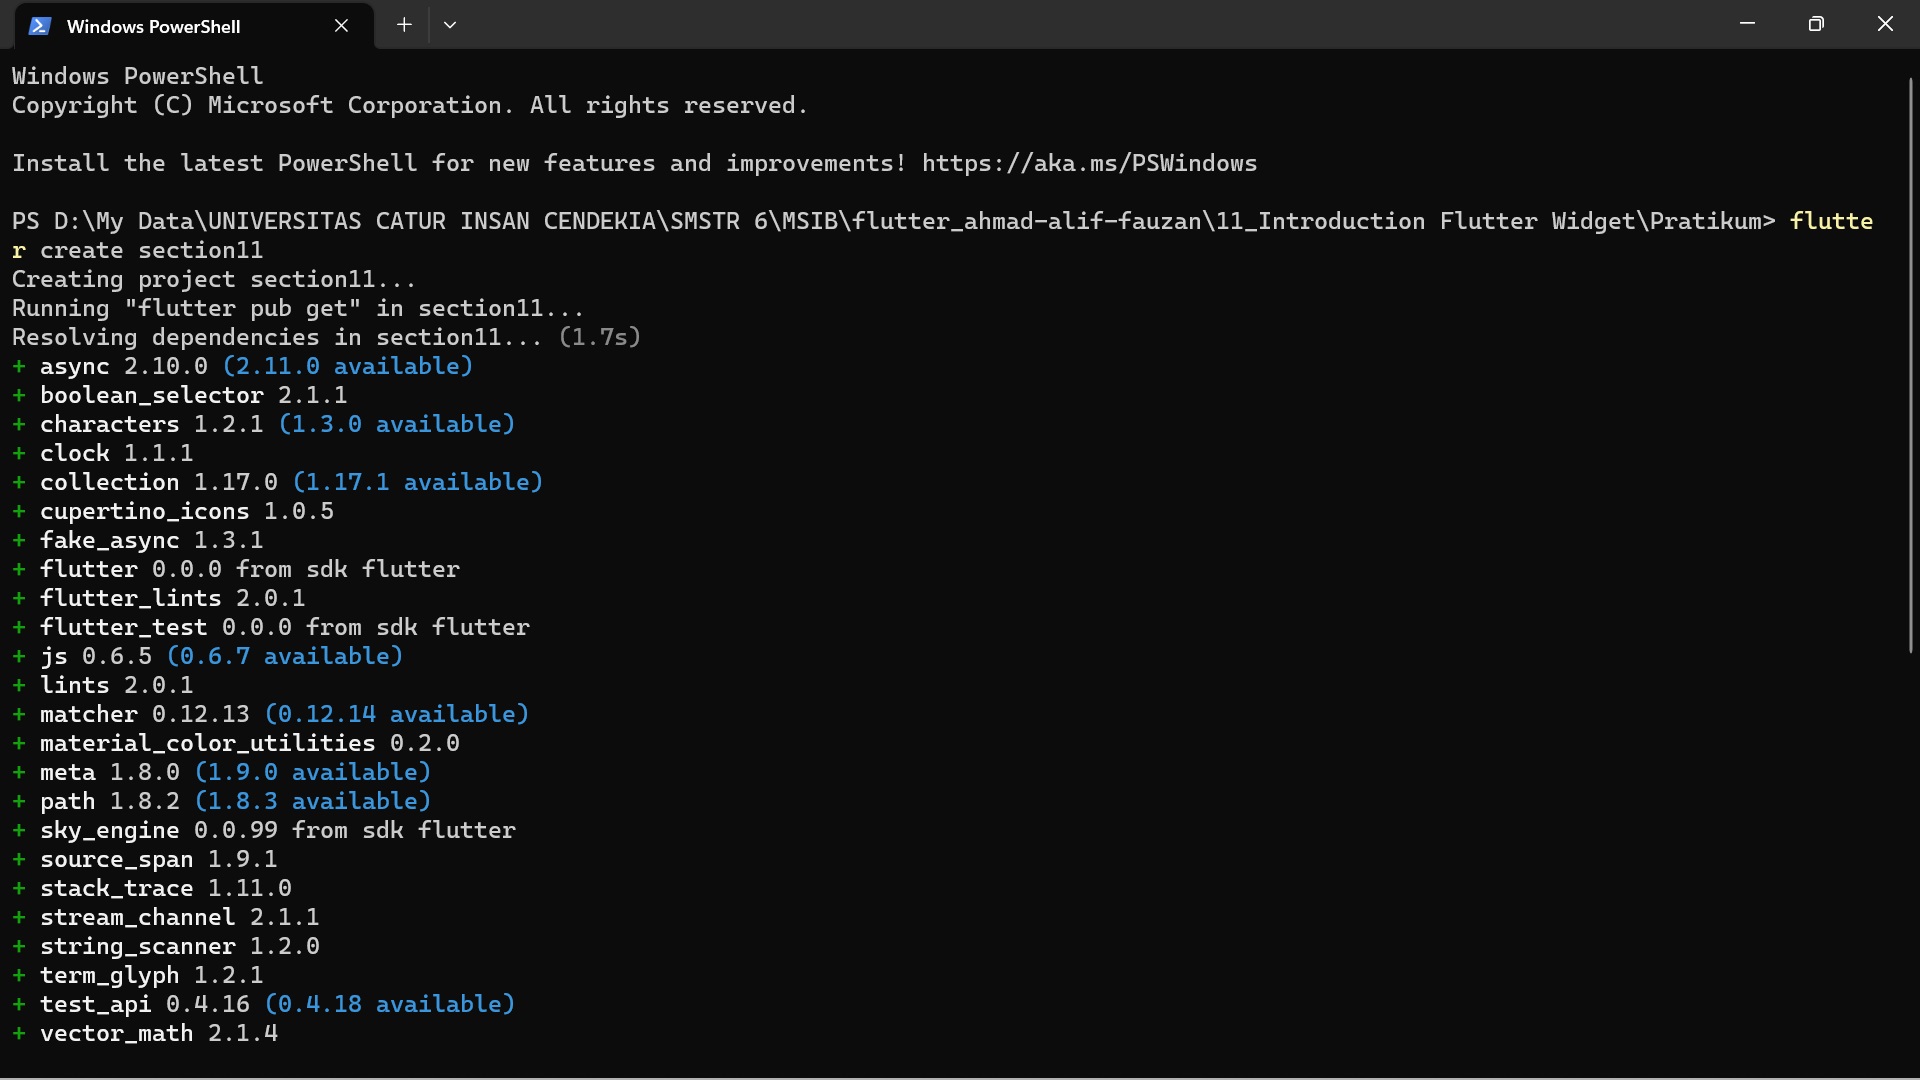 Windows PowerShell
Windows PowerShell
Copyright (C) Microsoft Corporation. All rights reserved.
Install the latest PowerShell for new features and improvements! https://aka.ms/PSWindows
PS D:\My Data\UNIVERSITAS CATUR INSAN CENDEKIA\SMSTR 6\MSIB\flutter_ahmad-alif-fauzan\11_Introduction Flutter Widget\Pratikum> flutte
r create section11
Creating project section11...
Running "flutter pub get" in section11...
Resolving dependencies in section11... (1.7s)
+ async 2.10.0 (2.11.0 available)
+ boolean_selector 2.1.1
+ characters 1.2.1 (1.3.0 available)
+ clock 1.1.1
+ collection 1.17.0 (1.17.1 available)
+ cupertino_icons 1.0.5
+ fake_async 1.3.1
+ flutter 0.0.0 from sdk flutter
+ flutter_lints 2.0.1
+ flutter_test 0.0.0 from sdk flutter
+ js 0.6.5 (0.6.7 available)
+ lints 2.0.1
+ matcher 0.12.13 (0.12.14 available)
+ material_color_utilities 0.2.0
+ meta 1.8.0 (1.9.0 available)
+ path 1.8.2 (1.8.3 available)
+ sky_engine 0.0.99 from sdk flutter
+ source_span 1.9.1
+ stack_trace 1.11.0
+ stream_channel 2.1.1
+ string_scanner 1.2.0
+ term_glyph 1.2.1
+ test_api 0.4.16 (0.4.18 available)
+ vector_math 2.1.4